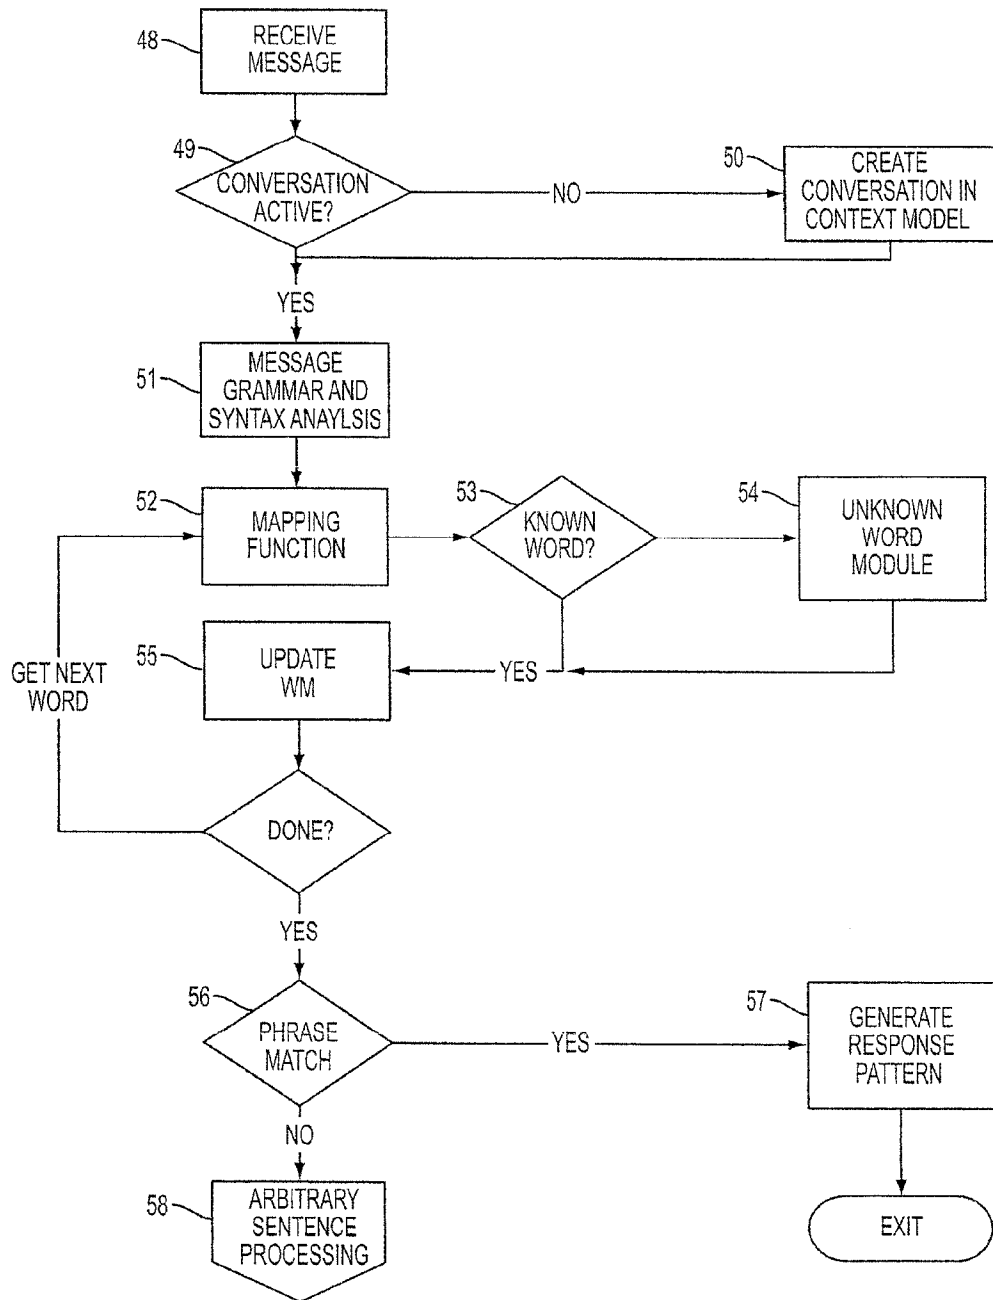 48
RECEIVE
MESSAGE
49
CONVERSATION
ACTIVE?
NO
50
CREATE
CONVERSATION IN
CONTEXT MODEL
YES
51
MESSAGE
GRAMMAR AND
SYNTAX ANAYLSIS
52
MAPPING
FUNCTION
53
KNOWN
WORD?
54
UNKNOWN
WORD
MODULE
55
UPDATE
WM
YES
GET NEXT
WORD
DONE?
YES
56
PHRASE
MATCH
YES
57
GENERATE
RESPONSE
PATTERN
NO
58
ARBITRARY
SENTENCE
PROCESSING
EXIT